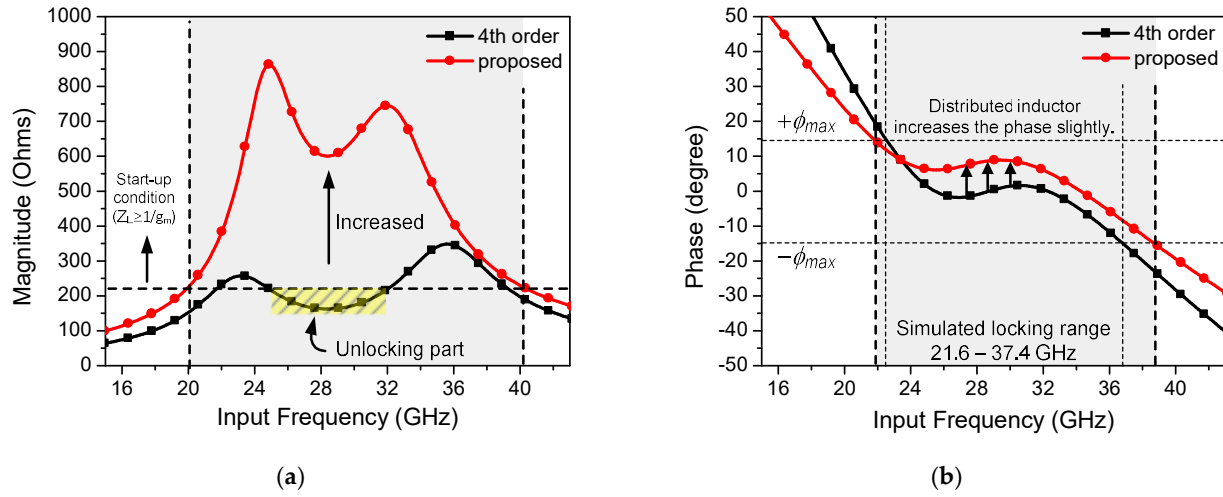 1000
900
800
700
600
500
400
300
200
100
0
Magnitude (Ohms)
4th order
proposed
Start-up
condition
(Z_L≥1/g_m)
Increased
Unlocking part
16
20
24
28
32
36
40
Input Frequency (GHz)
(a)
50
40
30
20
10
0
-10
-20
-30
-40
-50
Phase (degree)
4th order
proposed
+ϕmax
Distributed inductor
increases the phase slightly.
−ϕmax
Simulated locking range
21.6 – 37.4 GHz
16
20
24
28
32
36
40
Input Frequency (GHz)
(b)